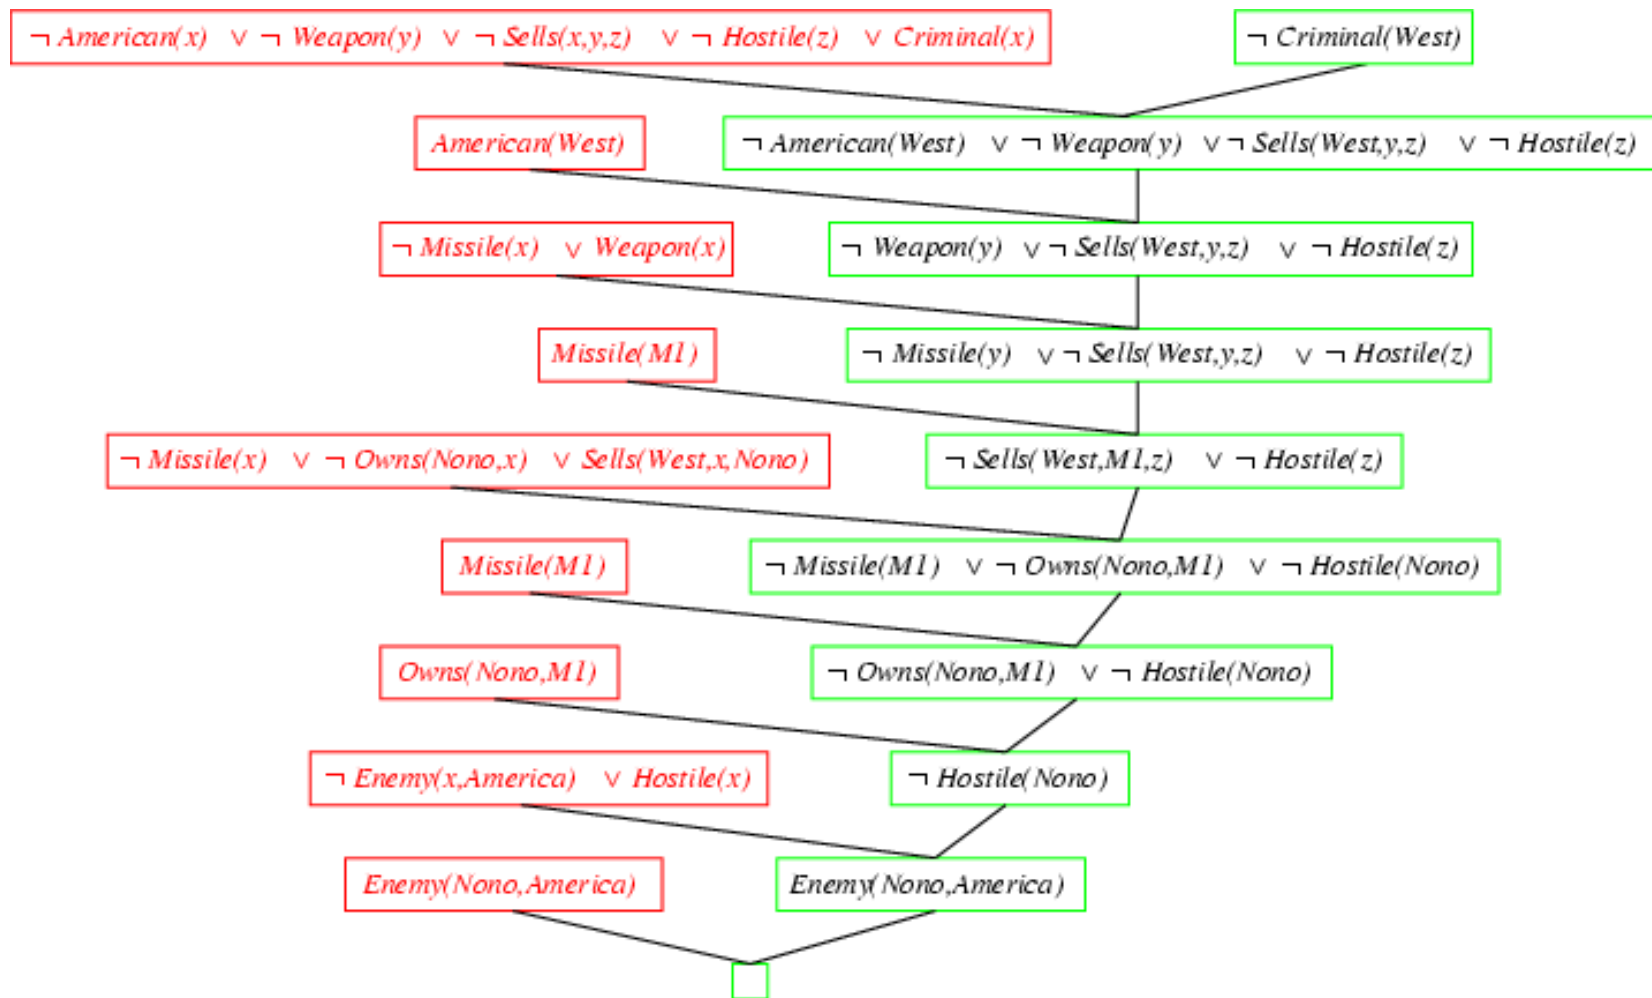 ¬ American(x) ∨ ¬ Weapon(y) ∨ ¬ Sells(x,y,z) ∨ ¬ Hostile(z) ∨ Criminal(x) ¬ Criminal(West)
American(West) ¬ American(West) ∨ ¬ Weapon(y) ∨ ¬ Sells(West,y,z) ∨ ¬ Hostile(z)
¬ Missile(x) ∨ Weapon(x) ¬ Weapon(y) ∨ ¬ Sells(West,y,z) ∨ ¬ Hostile(z)
Missile(M1) ¬ Missile(y) ∨ ¬ Sells(West,y,z) ∨ ¬ Hostile(z)
¬ Missile(x) ∨ ¬ Owns(Nono,x) ∨ Sells(West,x,Nono) ¬ Sells(West,M1,z) ∨ ¬ Hostile(z)
Missile(M1) ¬ Missile(M1) ∨ ¬ Owns(Nono,M1) ∨ ¬ Hostile(Nono)
Owns(Nono,M1) ¬ Owns(Nono,M1) ∨ ¬ Hostile(Nono)
¬ Enemy(x,America) ∨ Hostile(x) ¬ Hostile(Nono)
Enemy(Nono,America) Enemy(Nono,America)